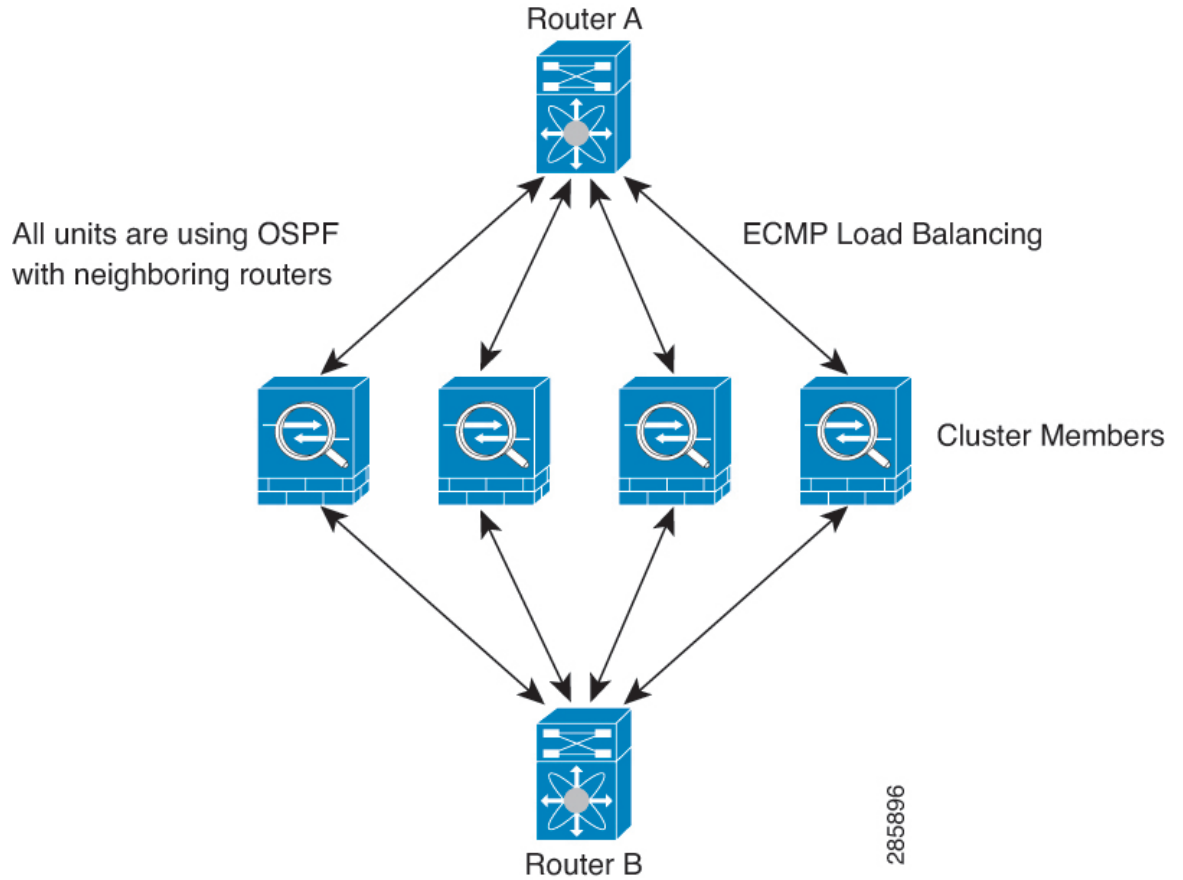 Router A
All units are using OSPF
with neighboring routers
ECMP Load Balancing
Cluster Members
Router B
285896